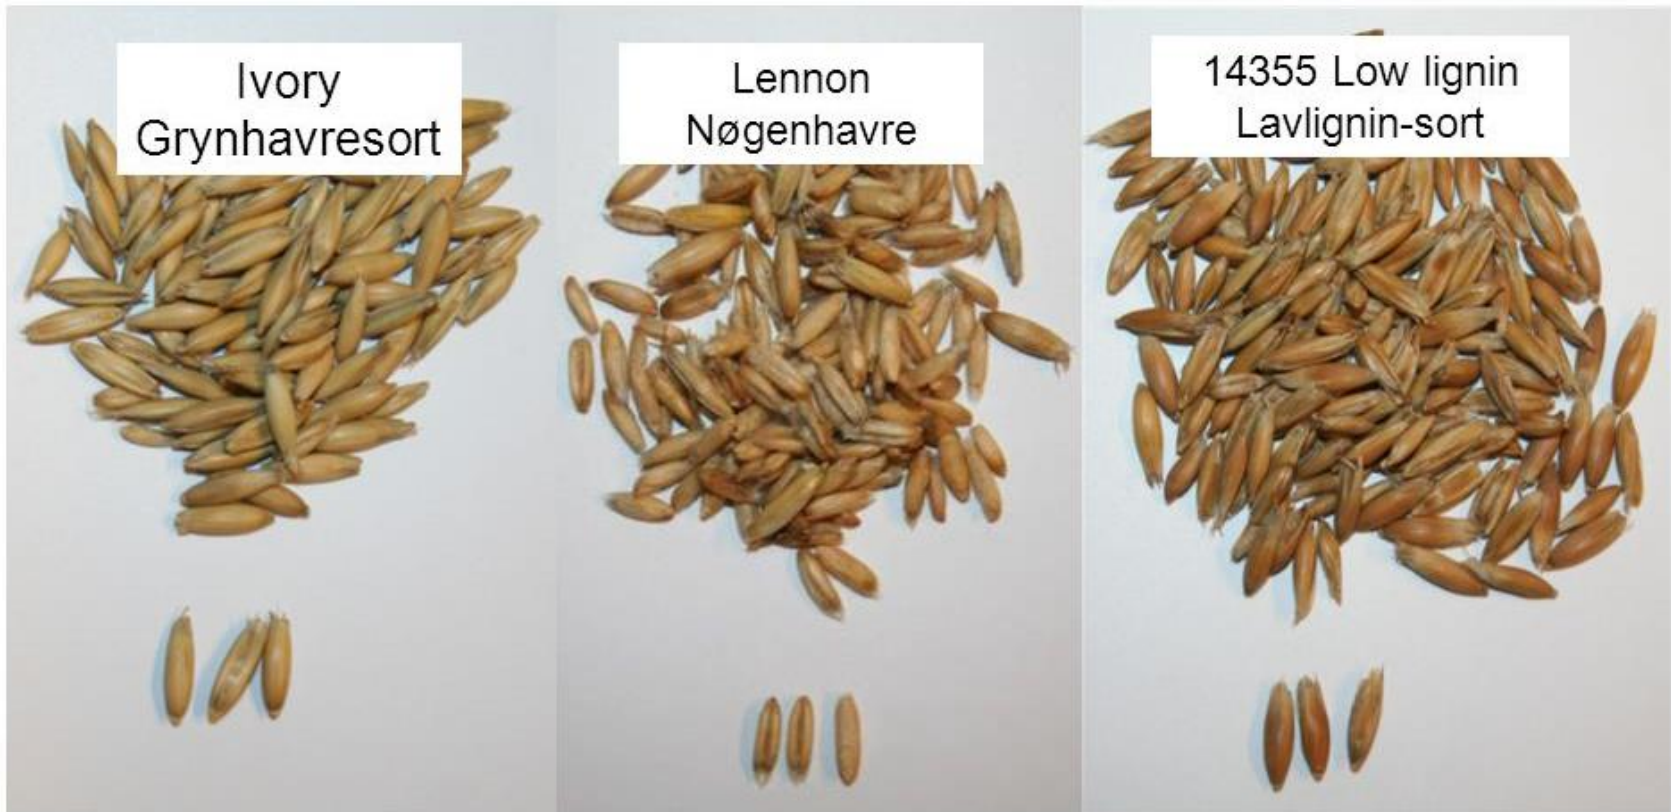 Ivory
Grynhavresort
Lennon
Nøgenhavre
14355 Low lignin
Lavlignin-sort